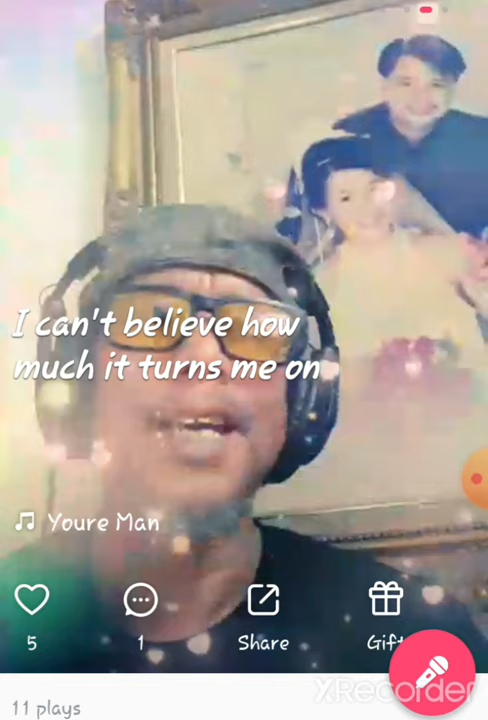 I can't believe how
much it turns me on
Youre Man
5
1
Share
Gift
11 plays
XRecorder